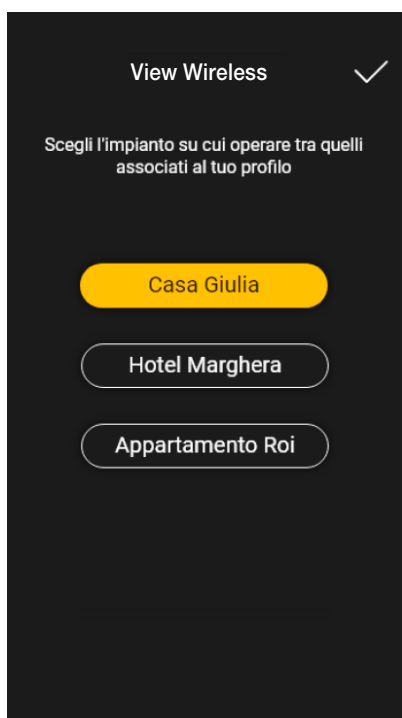 View Wireless
Scegli l'impianto su cui operare tra quelli
associati al tuo profilo
Casa Giulia
Hotel Marghera
Appartamento Roi